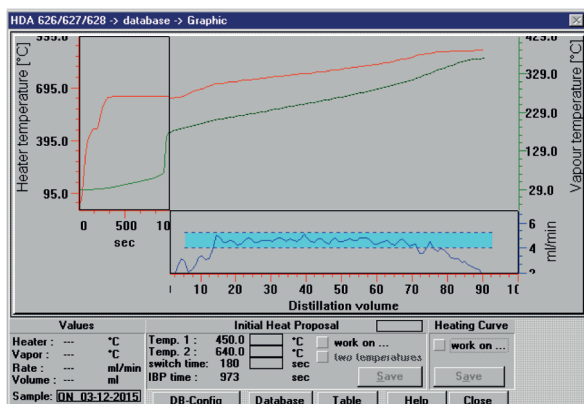 HDA 626/627/628 -> database -> Graphic
Heater temperature [°C]
695.0
395.0
95.0
429.0
329.0
229.0
129.0
29.0
Vapour temperature [°C]
0 500 10
sec
6
4
2
ml/min
10 20 30 40 50 60 70 80 90 10
Distillation volume
Values
Heater : --- °C
Vapor : --- °C
Rate : --- ml/min
Volume : --- ml
Sample: ON 03-12-2015
Initial Heat Proposal
Temp. 1 : 450.0 °C
Temp. 2 : 640.0 °C
switch time: 180 sec
IBP time : 973 sec
work on ...
two temperatures
Save
Heating Curve
work on ...
Save
DB-Config Database Table Help Close